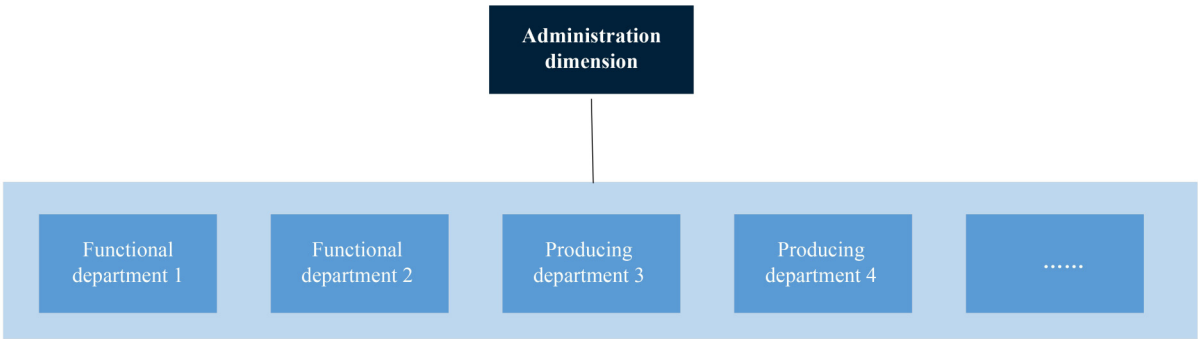 Administration
dimension
Functional
department 1
Functional
department 2
Producing
department 3
Producing
department 4
......